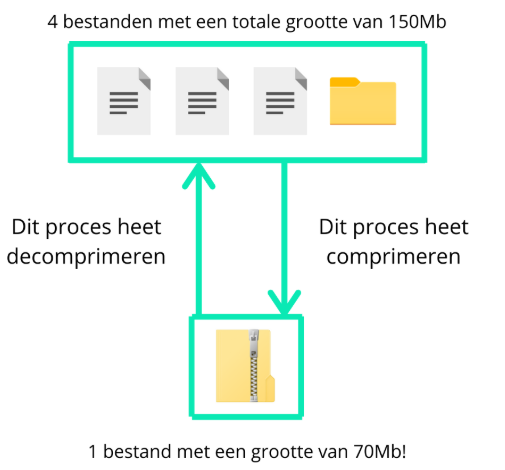 4 bestanden met een totale grootte van 150Mb
Dit proces heet
decomprimeren
Dit proces heet
comprimeren
1 bestand met een grootte van 70Mb!